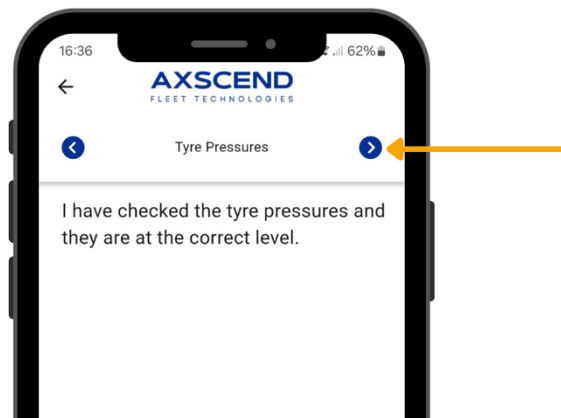 16:36
62%
AXSCEND
FLEET TECHNOLOGIES
Tyre Pressures
I have checked the tyre pressures and
they are at the correct level.